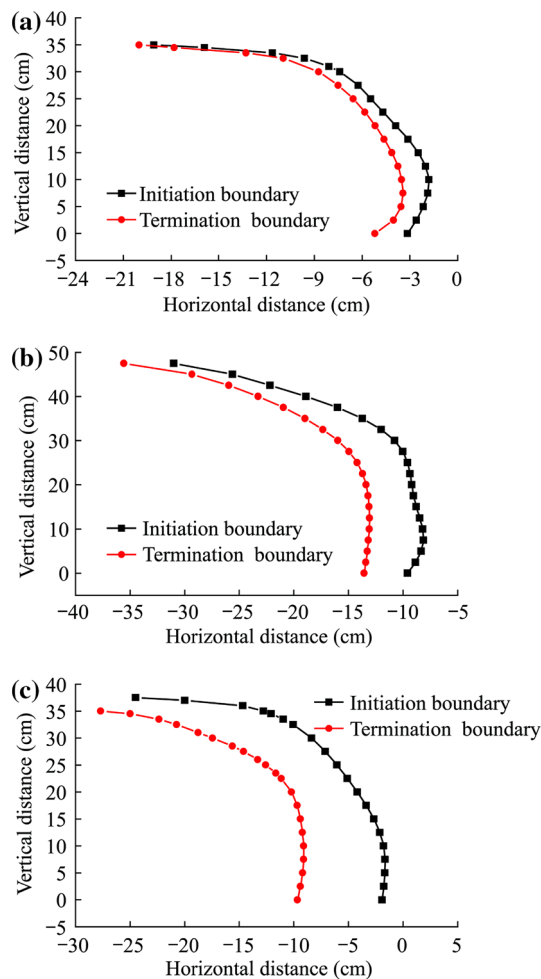 (a)
40
35
30
25
20
15
10
5
0
−5
Vertical distance (cm)
Initiation boundary
Termination boundary
−24 −21 −18 −15 −12 −9 −6 −3 0
Horizontal distance (cm)
(b)
50
40
30
20
10
0
Vertical distance (cm)
Initiation boundary
Termination boundary
−40 −35 −30 −25 −20 −15 −10 −5
Horizontal distance (cm)
(c)
40
35
30
25
20
15
10
5
0
−5
Vertical distance (cm)
Initiation boundary
Termination boundary
−30 −25 −20 −15 −10 −5 0 5
Horizontal distance (cm)